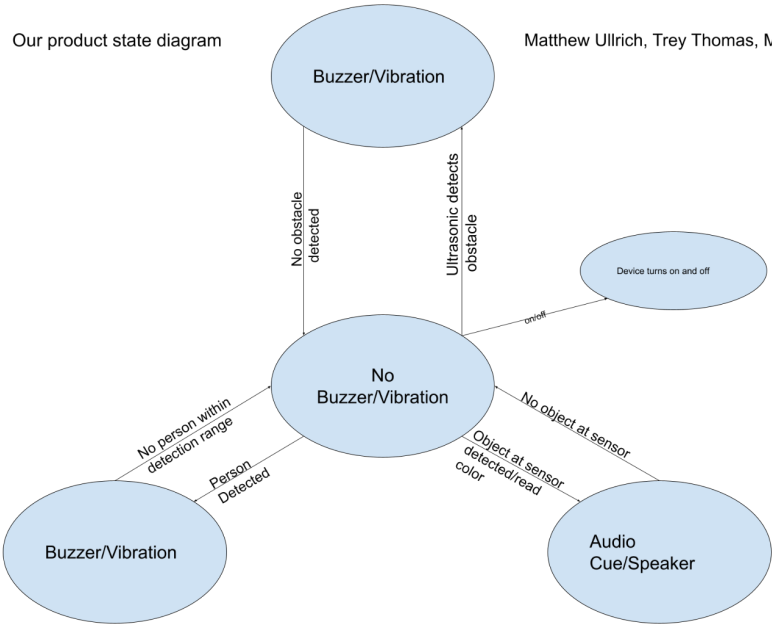 Our product state diagram
Matthew Ullrich, Trey Thomas,
Buzzer/Vibration
No obstacle
detected
Ultrasonic detects
obstacle
Device turns on and off
on/off
No
Buzzer/Vibration
No person within
detection range
Person
Detected
No object at sensor
Object at sensor
detected/read
color
Buzzer/Vibration
Audio
Cue/Speaker